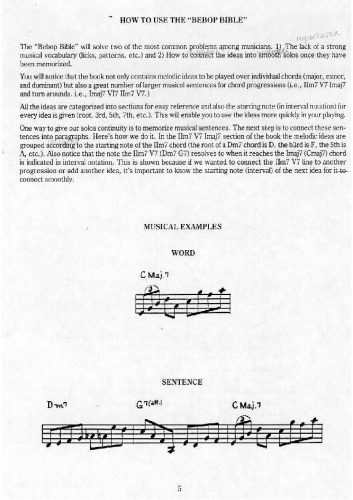 HOW TO USE THE "BEBOP BIBLE"
The "Bebop Bible" will solve two of the most common problems among musicians. 1) The lack of a strong
musical vocabulary (licks, patterns, etc.) and 2) How to connect the ideas into smooth solos once they have
been memorized.
You will notice that the book not only contains melodic ideas to be played over individual chords (major, minor,
and dominant) but also a great number of larger musical sentences for chord progressions (i.e., IIm7 V7 Imaj7
and turn arounds. i.e., Imaj7 VI7 IIm7 V7.)
All the ideas are categorized into sections for easy reference and also the starting note (in interval notation) for
every idea is given (root, 3rd, 5th, 7th, etc.). This will enable you to use the ideas more quickly in your playing.
One way to give our solos continuity is to memorize musical sentences. The next step is to connect these sen-
tences into paragraphs. Here's how we do it. In the IIm7 V7 Imaj7 section of the book the melodic ideas are
grouped according to the starting note of the IIm7 chord (the root of a Dm7 chord is D, the b3rd is F, the 5th is
A, etc.). Also notice that the note the IIm7 V7 (Dm7 G7) resolves to when it reaches the Imaj7 (Cmaj7) chord
is indicated in interval notation. This is shown because if we wanted to connect the IIm7 V7 line to another
progression or add another idea, it's important to know the starting note (interval) of the next idea for it to
connect smoothly.
MUSICAL EXAMPLES
WORD
C Maj.7
3
SENTENCE
Dm7 G7(alt.) C Maj.7
3
5